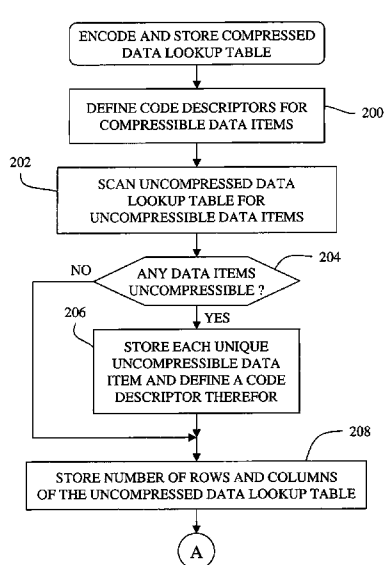 ENCODE AND STORE COMPRESSED
DATA LOOKUP TABLE
DEFINE CODE DESCRIPTORS FOR
COMPRESSIBLE DATA ITEMS
200
202
SCAN UNCOMPRESSED DATA
LOOKUP TABLE FOR
UNCOMPRESSIBLE DATA ITEMS
204
NO
ANY DATA ITEMS
UNCOMPRESSIBLE ?
206
YES
STORE EACH UNIQUE
UNCOMPRESSIBLE DATA
ITEM AND DEFINE A CODE
DESCRIPTOR THEREFOR
208
STORE NUMBER OF ROWS AND COLUMNS
OF THE UNCOMPRESSED DATA LOOKUP TABLE
A